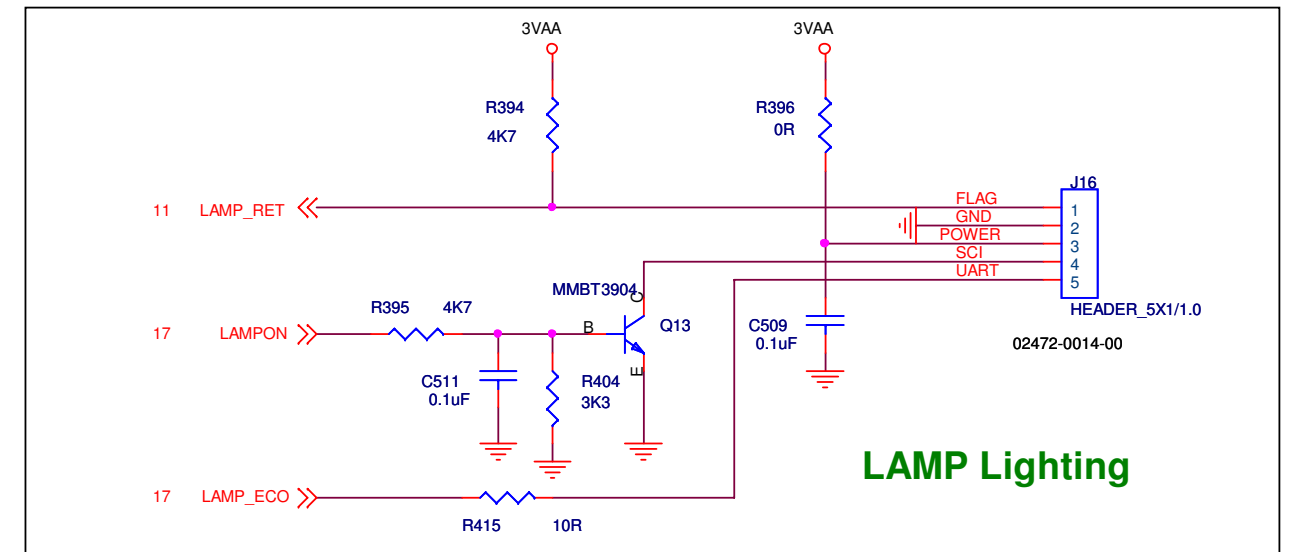 3VAA
3VAA
R394
4K7
R396
0R
J16
11 LAMP_RET
FLAG
1
GND
2
POWER
3
SCI
4
UART
5
HEADER_5X1/1.0
02472-0014-00
MMBT3904
C
R395
4K7
17 LAMPON
B
Q13
E
C509
0.1uF
C511
0.1uF
R404
3K3
LAMP Lighting
17 LAMP_ECO
R415
10R